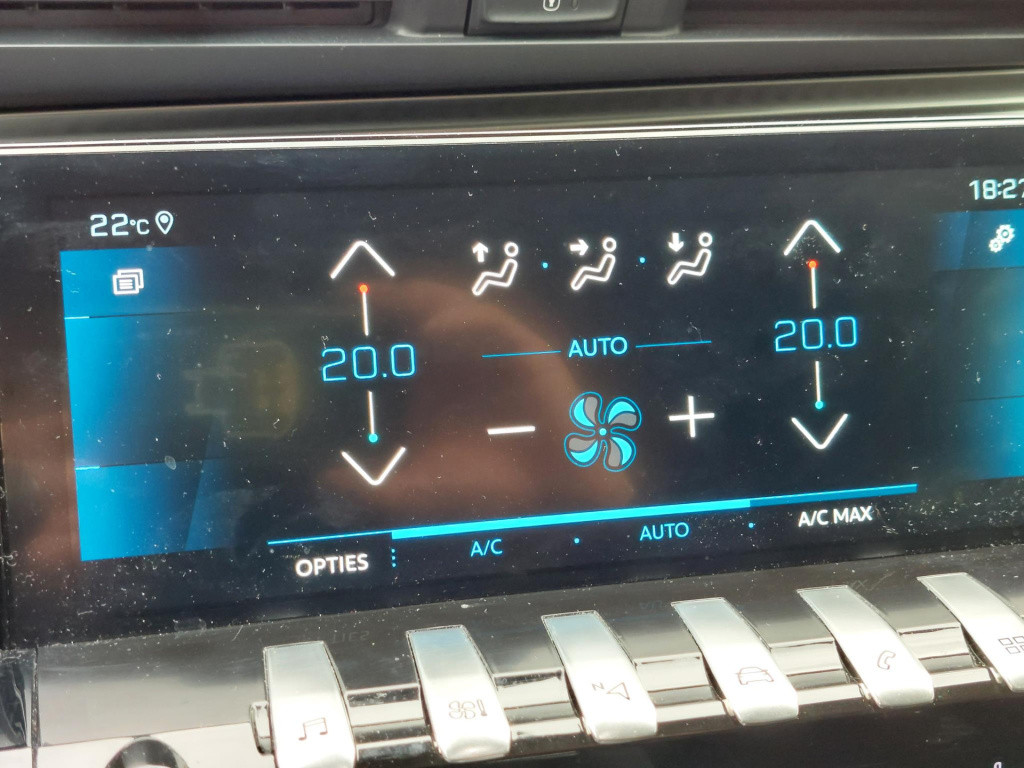 22°C
18:27
20.0
AUTO
20.0
OPTIES
A/C
AUTO
A/C MAX
N